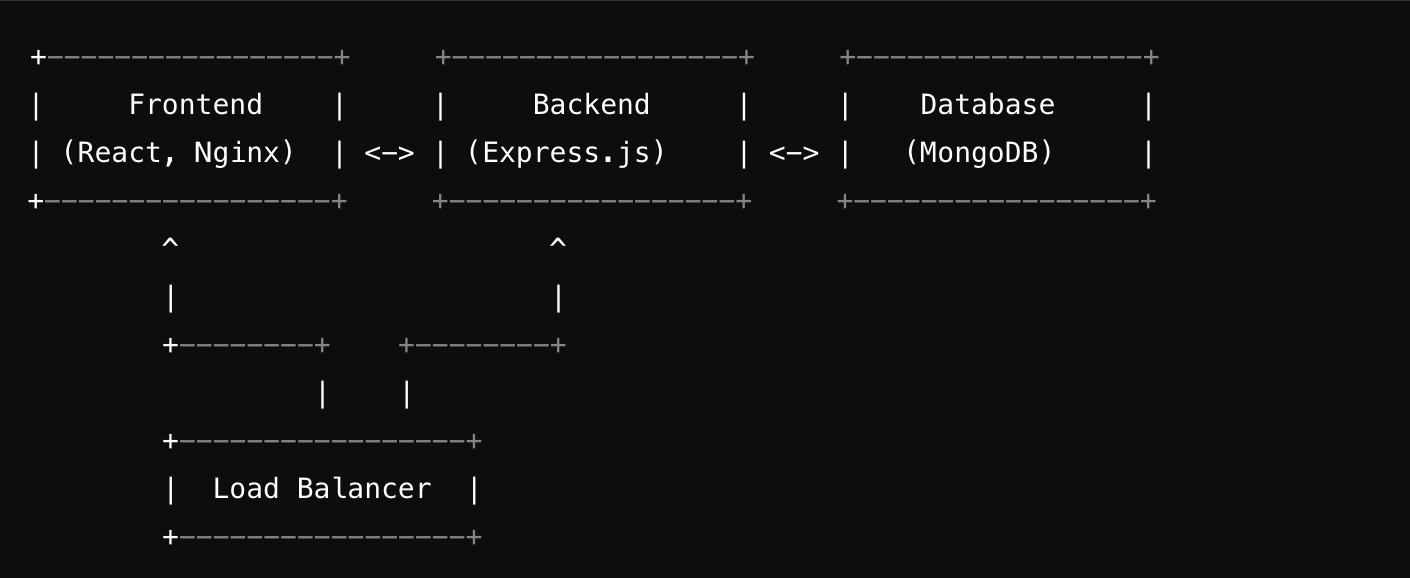 +-----------------+     +-----------------+     +-----------------+
|     Frontend    |     |     Backend     |     |    Database     |
| (React, Nginx)  | <-> | (Express.js)    | <-> |   (MongoDB)     |
+-----------------+     +-----------------+     +-----------------+
        ^                      ^
        |                      |
        +--------+    +--------+
                 |    |
        +-----------------+
        |  Load Balancer  |
        +-----------------+